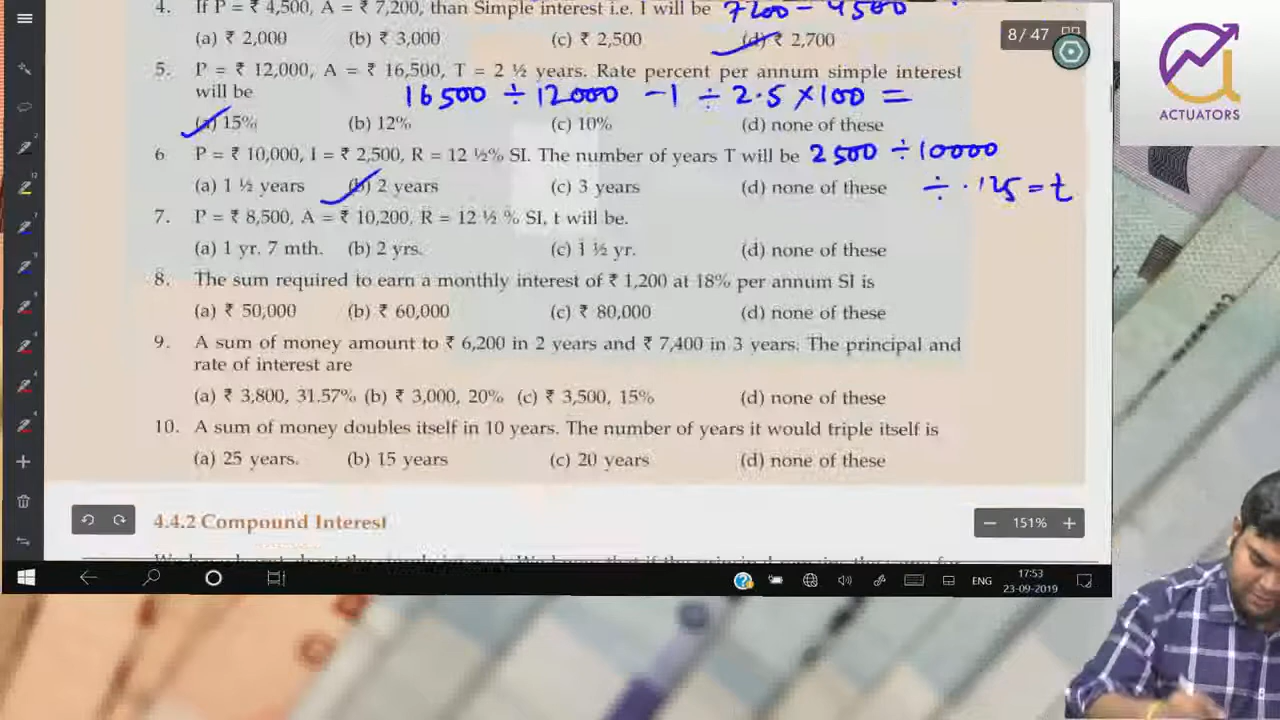 4. If P = ₹ 4,500, A = ₹ 7,200, than Simple interest i.e. I will be 7200 - 4500
(a) ₹ 2,000 (b) ₹ 3,000 (c) ₹ 2,500 (d) ₹ 2,700
8 / 47
ACTUATORS
5. P = ₹ 12,000, A = ₹ 16,500, T = 2 ½ years. Rate percent per annum simple interest
will be 16500 ÷ 12000 - 1 ÷ 2.5 × 100 =
(a) 15% (b) 12% (c) 10% (d) none of these
6 P = ₹ 10,000, I = ₹ 2,500, R = 12 ½% SI. The number of years T will be 2500 ÷ 10000
(a) 1 ½ years (b) 2 years (c) 3 years (d) none of these ÷ .125 = t
7. P = ₹ 8,500, A = ₹ 10,200, R = 12 ½ % SI, t will be.
(a) 1 yr. 7 mth. (b) 2 yrs. (c) 1 ½ yr. (d) none of these
8. The sum required to earn a monthly interest of ₹ 1,200 at 18% per annum SI is
(a) ₹ 50,000 (b) ₹ 60,000 (c) ₹ 80,000 (d) none of these
9. A sum of money amount to ₹ 6,200 in 2 years and ₹ 7,400 in 3 years. The principal and
rate of interest are
(a) ₹ 3,800, 31.57% (b) ₹ 3,000, 20% (c) ₹ 3,500, 15% (d) none of these
10. A sum of money doubles itself in 10 years. The number of years it would triple itself is
(a) 25 years. (b) 15 years (c) 20 years (d) none of these
4.4.2 Compound Interest
151%
ENG
17:53
23-09-2019